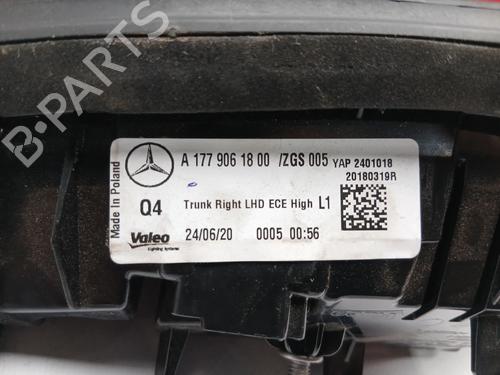 Made in Poland
A 177 906 18 00 /ZGS 005 YAP 2401018
20180319R
Q4 Trunk Right LHD ECE High L1
Valeo 24/06/20 0005 00:56
lighting systems
B-PARTS